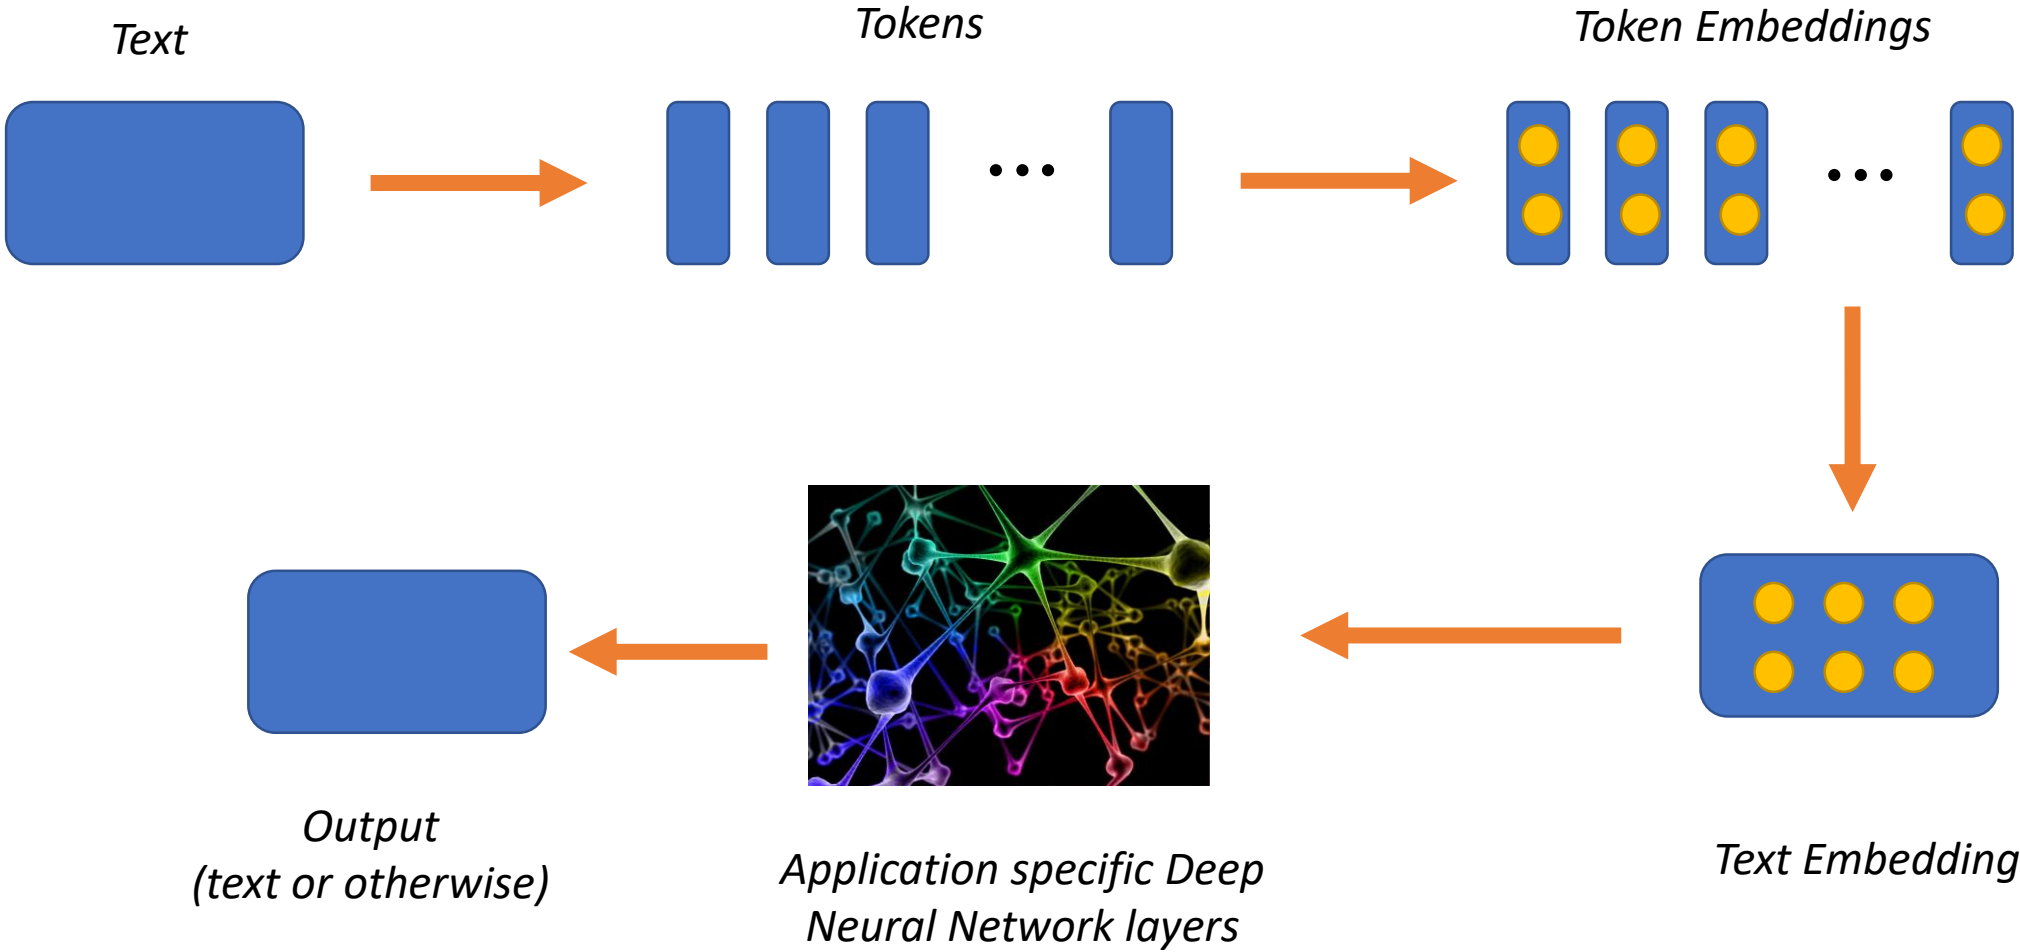 Text
Tokens
Token Embeddings
Output
(text or otherwise)
Application specific Deep
Neural Network layers
Text Embedding